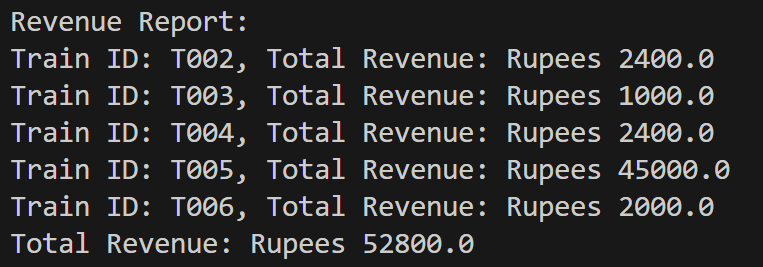 Revenue Report:
Train ID: T002, Total Revenue: Rupees 2400.0
Train ID: T003, Total Revenue: Rupees 1000.0
Train ID: T004, Total Revenue: Rupees 2400.0
Train ID: T005, Total Revenue: Rupees 45000.0
Train ID: T006, Total Revenue: Rupees 2000.0
Total Revenue: Rupees 52800.0